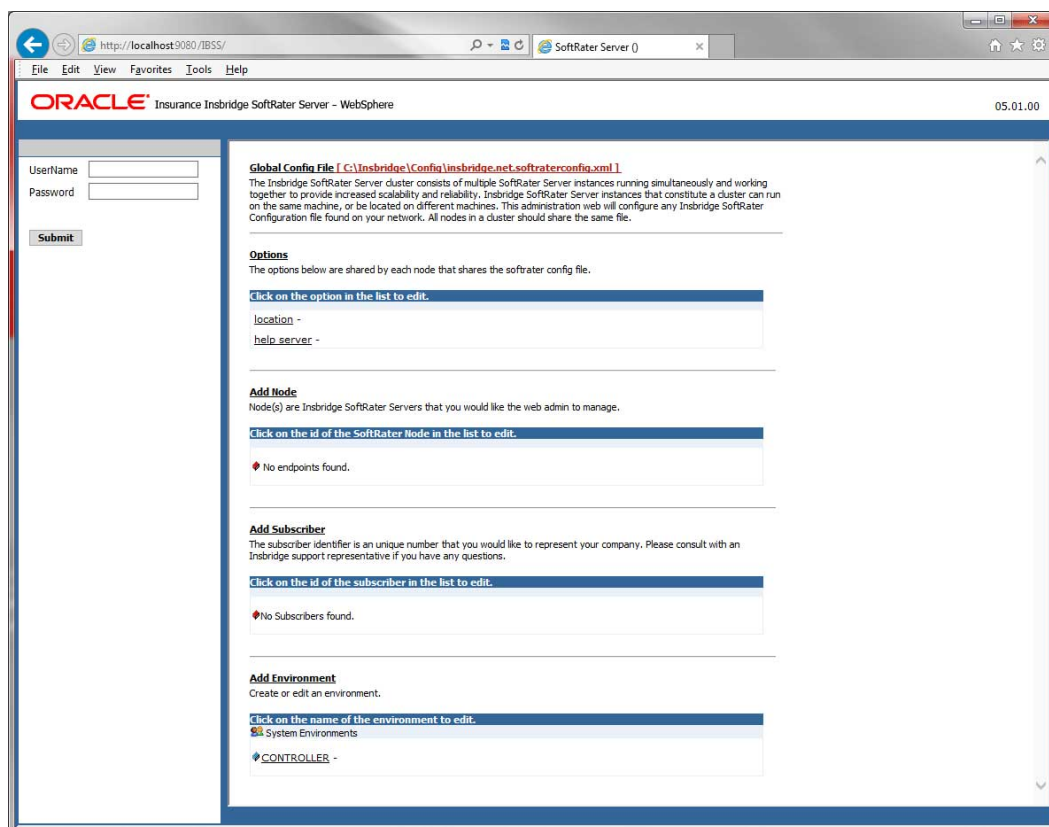 http://localhost:9080/IBSS/
SoftRater Server ()
File Edit View Favorites Tools Help
ORACLE Insurance Insbridge SoftRater Server - WebSphere
05.01.00
UserName
Password
Submit
Global Config File [ C:\Insbridge\Config\insbridge.net.softraterconfig.xml ]
The Insbridge SoftRater Server cluster consists of multiple SoftRater Server instances running simultaneously and working
together to provide increased scalability and reliability. Insbridge SoftRater Server instances that constitute a cluster can run
on the same machine, or be located on different machines. This administration web will configure any Insbridge SoftRater
Configuration file found on your network. All nodes in a cluster should share the same file.
Options
The options below are shared by each node that shares the softrater config file.
Click on the option in the list to edit.
location -
help server -
Add Node
Node(s) are Insbridge SoftRater Servers that you would like the web admin to manage.
Click on the id of the SoftRater Node in the list to edit.
No endpoints found.
Add Subscriber
The subscriber identifier is an unique number that you would like to represent your company. Please consult with an
Insbridge support representative if you have any questions.
Click on the id of the subscriber in the list to edit.
No Subscribers found.
Add Environment
Create or edit an environment.
Click on the name of the environment to edit.
System Environments
CONTROLLER -